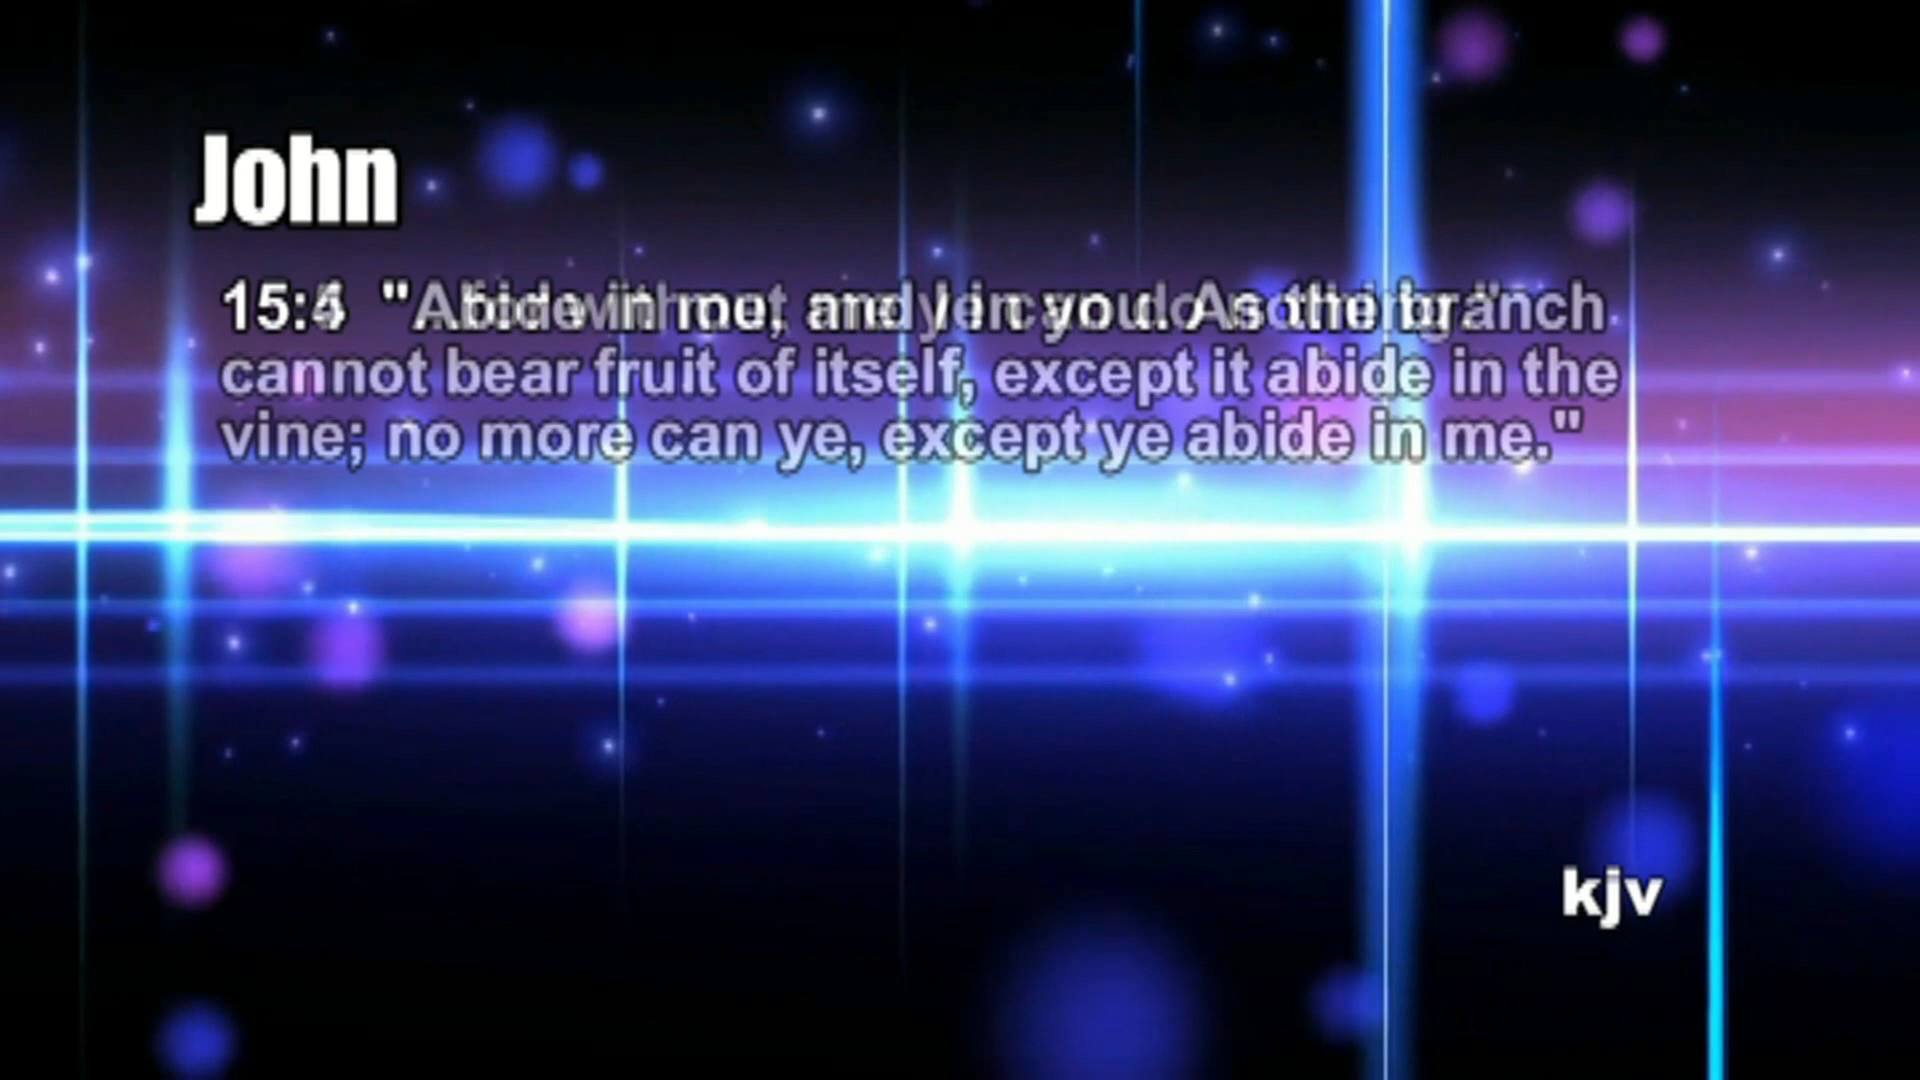 John
15:4 "Abide in me, and I in you. As the branch
cannot bear fruit of itself, except it abide in the
vine; no more can ye, except ye abide in me."
kjv